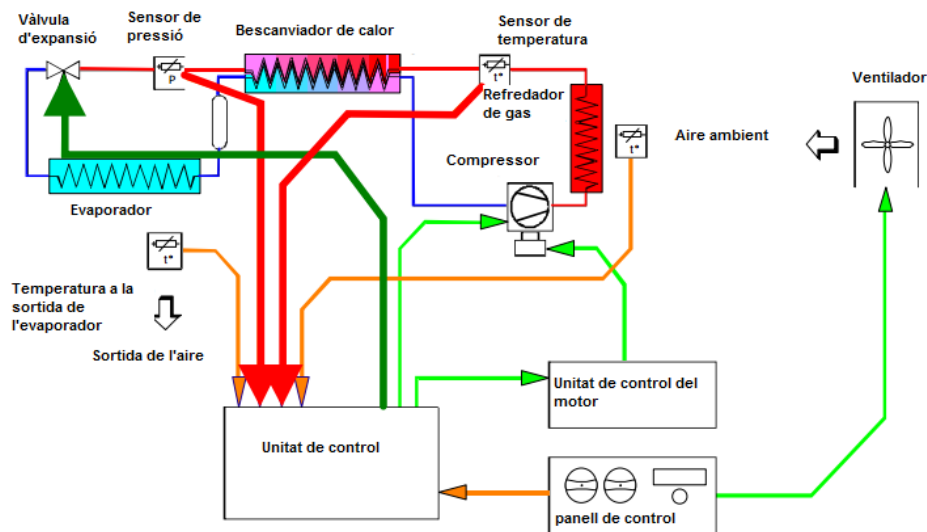 Vàlvula
d'expansió
Sensor de
pressió
Bescanviador de calor
Sensor de
temperatura
Ventilador
P
t°
Refredador
de gas
t°
Aire ambient
Compressor
Evaporador
t°
Temperatura a la
sortida de
l'evaporador
Sortida de l'aire
Unitat de control del
motor
Unitat de control
panell de control